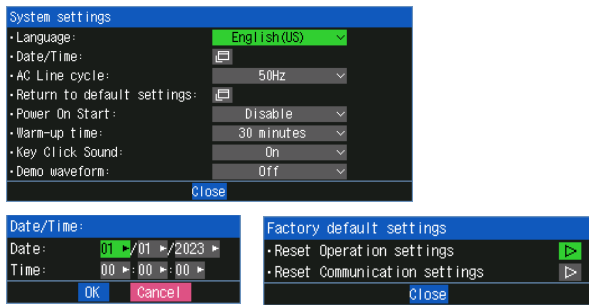 System settings
・Language: English(US)
・Date/Time:
・AC Line cycle: 50Hz
・Return to default settings:
・Power On Start: Disable
・Warm-up time: 30 minutes
・Key Click Sound: On
・Demo waveform: Off
Close
Date/Time:
Date: 01 ►/01 ►/2023 ►
Time: 00 ►:00 ►:00 ►
OK Cancel
Factory default settings
・Reset Operation settings
・Reset Communication settings
Close